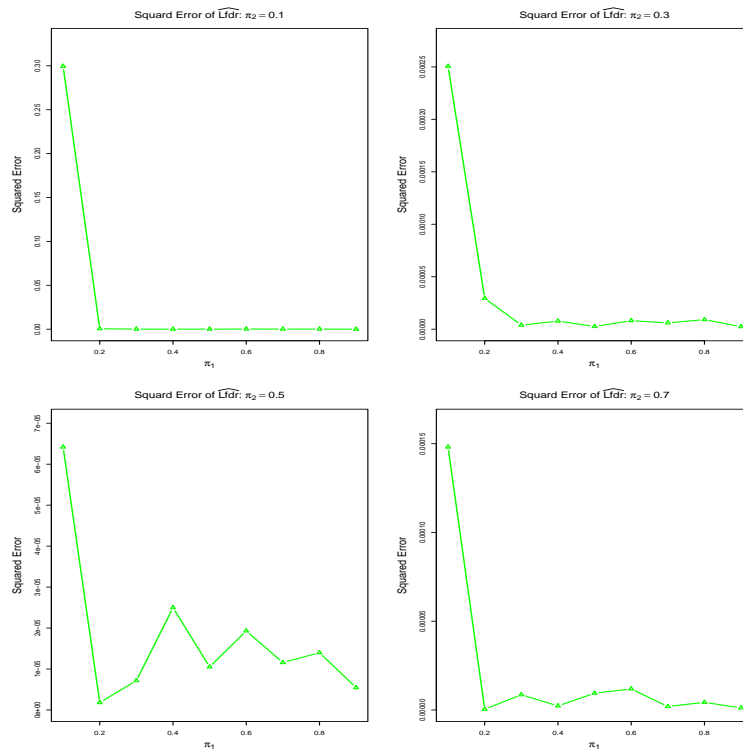 Squard Error of Lfdr: π₂ = 0.1
Squared Error
0.30
0.25
0.20
0.15
0.10
0.05
0.00
0.2 0.4 0.6 0.8
π₁
Squard Error of Lfdr: π₂ = 0.3
Squared Error
0.00025
0.00020
0.00015
0.00010
0.00005
0.00000
0.2 0.4 0.6 0.8
π₁
Squard Error of Lfdr: π₂ = 0.5
Squared Error
7e-05
6e-05
5e-05
4e-05
3e-05
2e-05
1e-05
0e+00
0.2 0.4 0.6 0.8
π₁
Squard Error of Lfdr: π₂ = 0.7
Squared Error
0.00015
0.00010
0.00005
0.00000
0.2 0.4 0.6 0.8
π₁